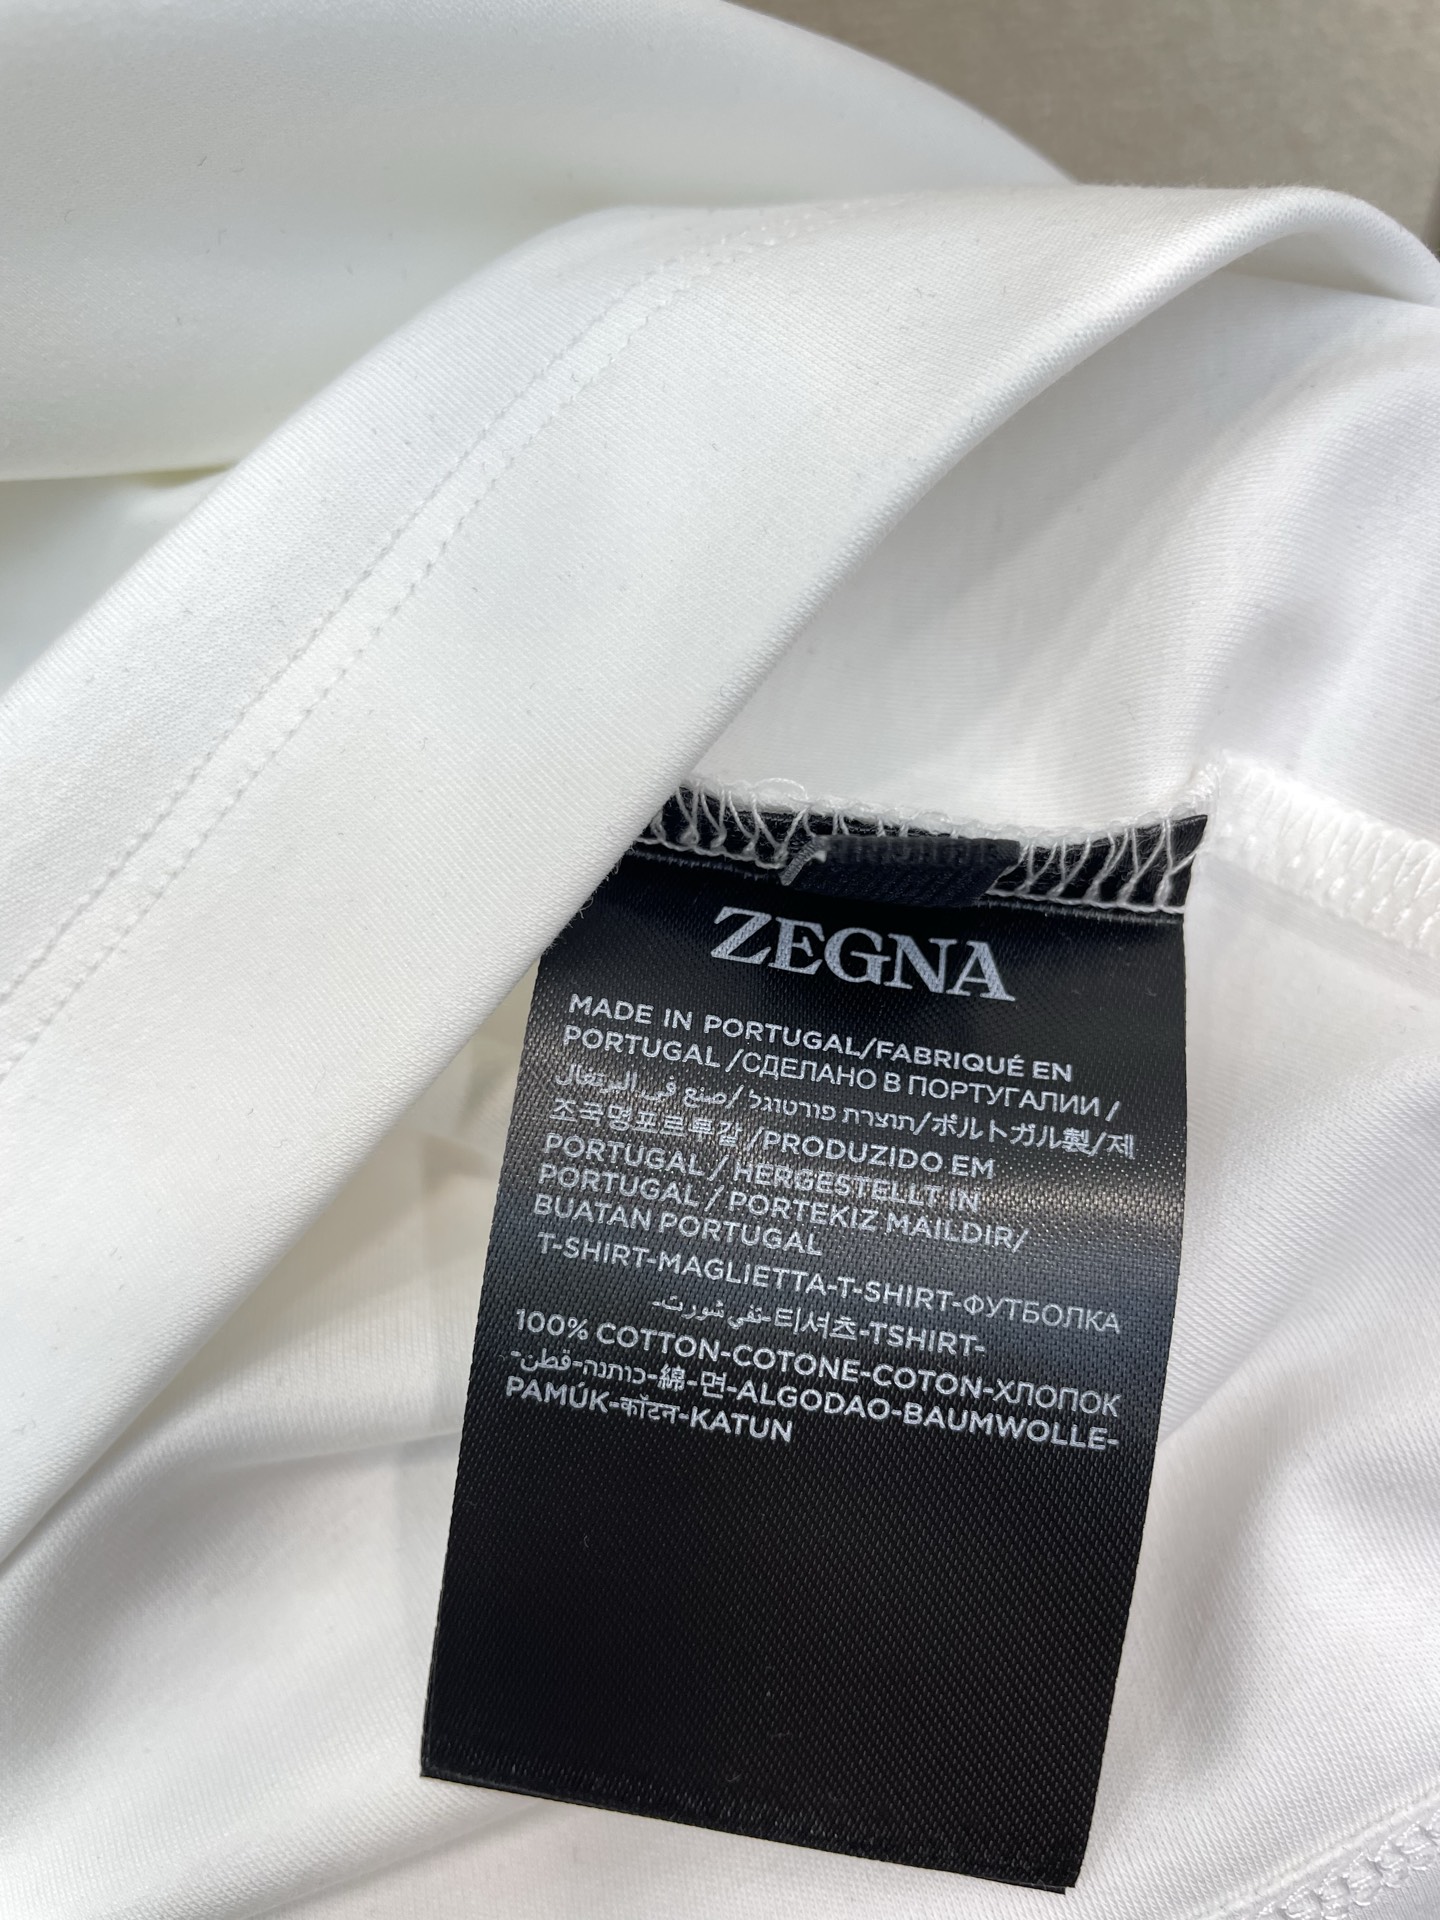 ZEGNA
MADE IN PORTUGAL/FABRIQUÉ EN
PORTUGAL/СДЕЛАНО В ПОРТУГАЛИИ/
صنع في البرتغال/תוצרת פורטוגל/ポルトガル製/제
조국명포르투갈/PRODUZIDO EM
PORTUGAL/HERGESTELLT IN
PORTUGAL/PORTEKIZ MAILDIR/
BUATAN PORTUGAL
T-SHIRT-MAGLIETTA-T-SHIRT-ФУТБОЛКА
-تي شورت-티셔츠-TSHIRT-
100% COTTON-COTONE-COTON-ХЛОПОК
-قطن-כותנה-綿-면-ALGODAO-BAUMWOLLE-
PAMÚK-कॉटन-KATUN